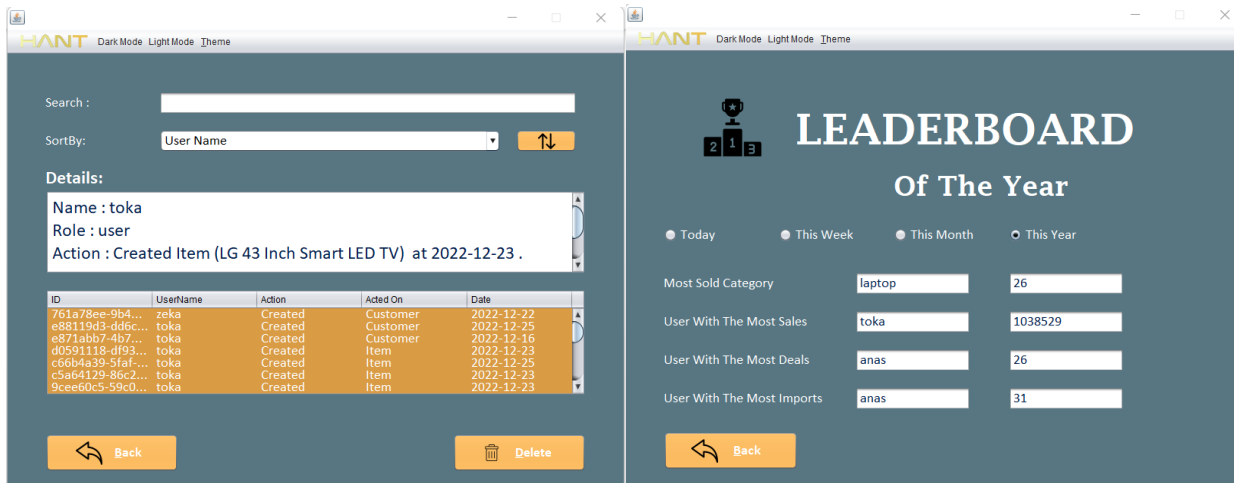 HANT Dark Mode Light Mode Theme
Search :
SortBy: User Name
Details:
Name : toka
Role : user
Action : Created Item (LG 43 Inch Smart LED TV) at 2022-12-23 .
ID UserName Action Acted On Date
761a78ee-9b4... zeka Created Customer 2022-12-22
e88119d3-dd6c... toka Created Customer 2022-12-25
e871abb7-4b7... toka Created Customer 2022-12-16
d0591118-df93... toka Created Item 2022-12-23
c66b4a39-5faf-... toka Created Item 2022-12-25
c5a64129-86c2... toka Created Item 2022-12-23
9cee60c5-59c0... toka Created Item 2022-12-23
Back Delete
HANT Dark Mode Light Mode Theme
2 1 3
LEADERBOARD
Of The Year
Today This Week This Month This Year
Most Sold Category laptop 26
User With The Most Sales toka 1038529
User With The Most Deals anas 26
User With The Most Imports anas 31
Back